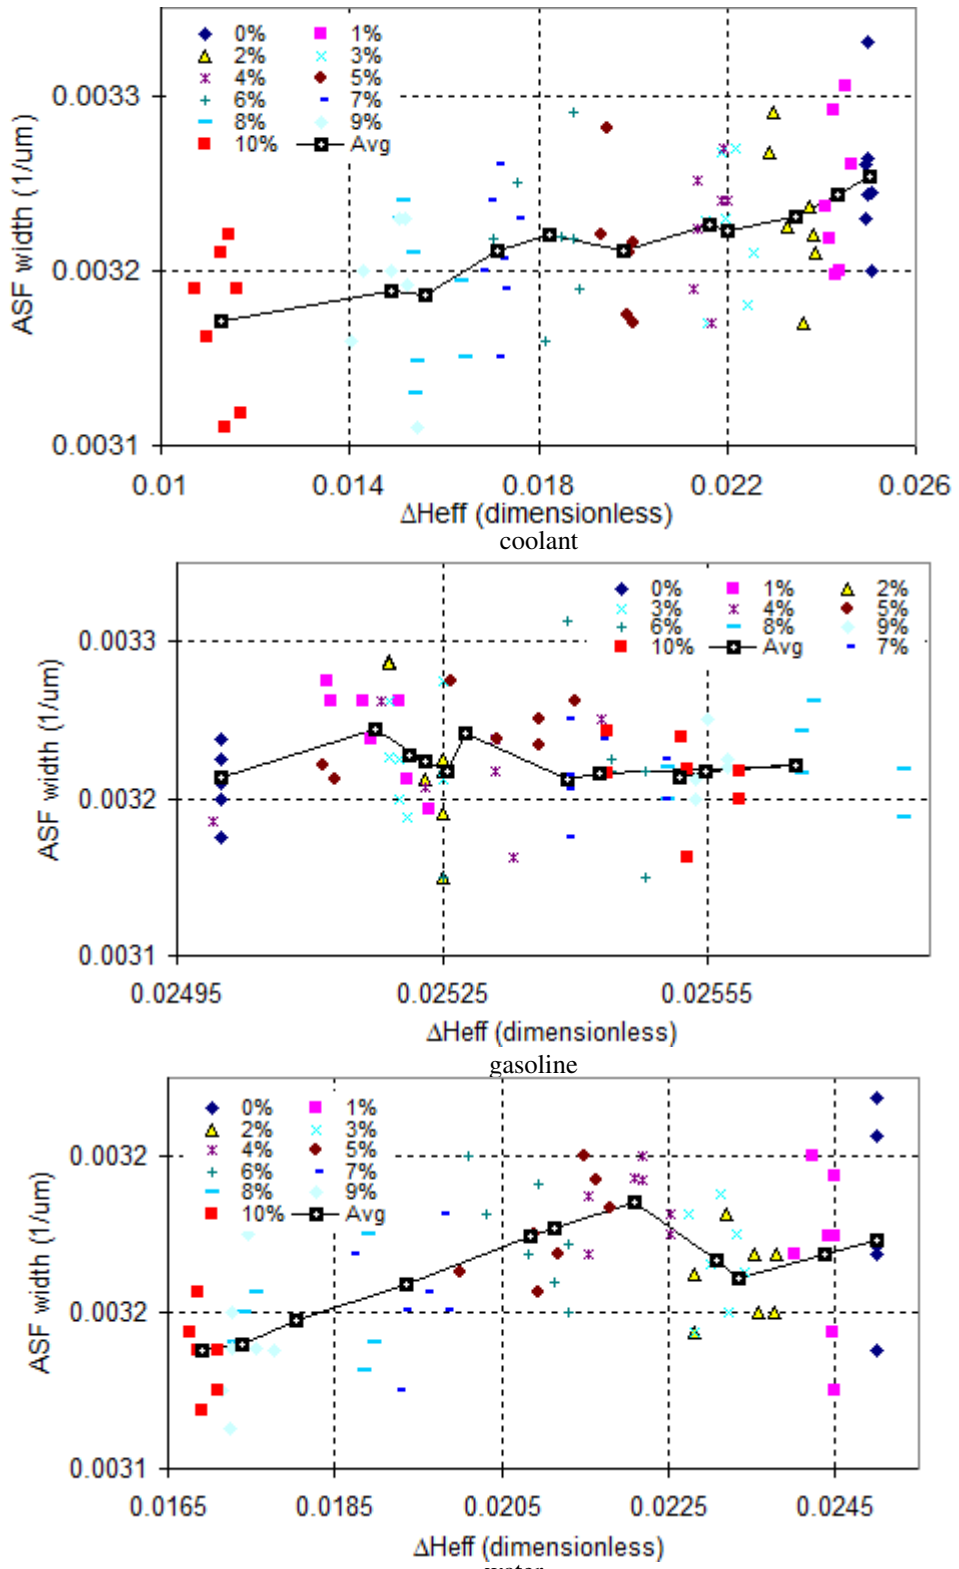 0% 1%
2% 3%
4% 5%
6% 7%
8% 9%
10% Avg
ASF width (1/um)
0.0033
0.0032
0.0031
0.01 0.014 0.018 0.022 0.026
ΔHeff (dimensionless)
coolant
0% 1% 2%
3% 4% 5%
6% 8% 9%
10% Avg 7%
ASF width (1/um)
0.0033
0.0032
0.0031
0.02495 0.02525 0.02555
ΔHeff (dimensionless)
gasoline
0% 1%
2% 3%
4% 5%
6% 7%
8% 9%
10% Avg
ASF width (1/um)
0.0032
0.0032
0.0031
0.0165 0.0185 0.0205 0.0225 0.0245
ΔHeff (dimensionless)